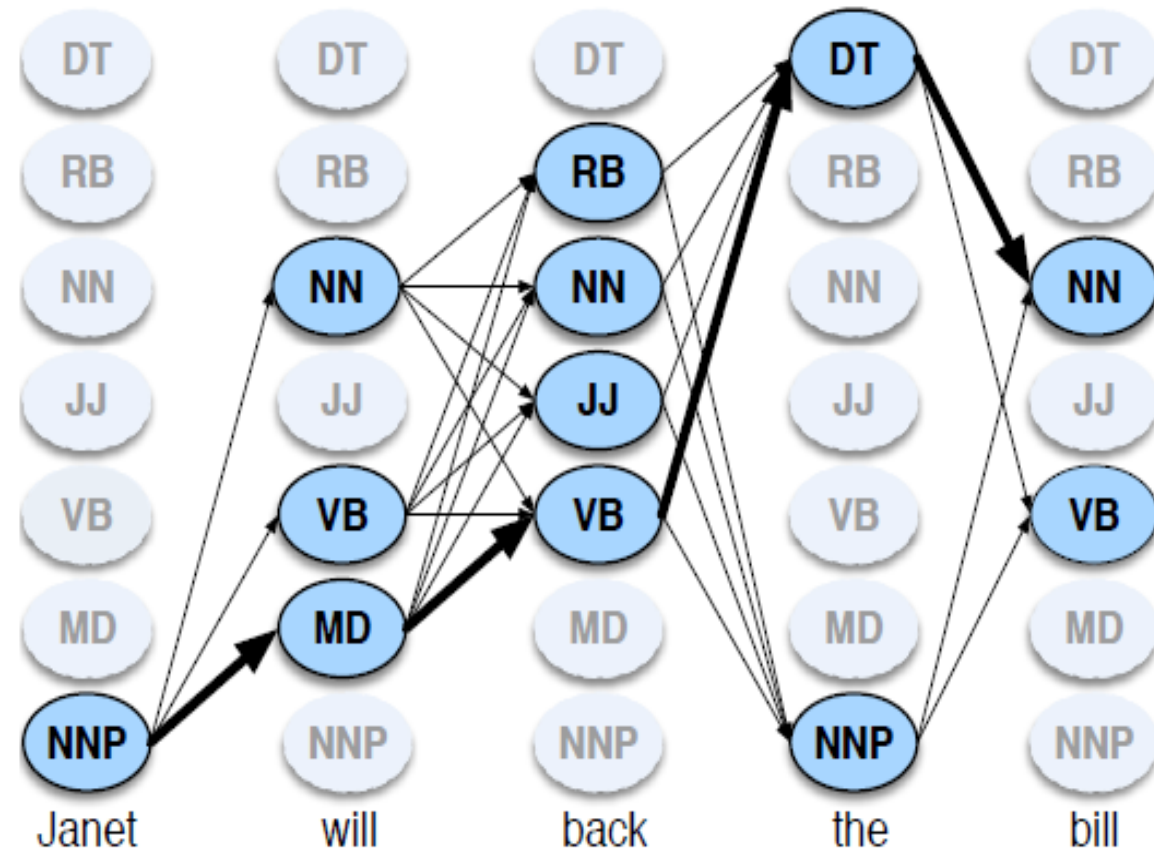 DT DT DT DT DT
RB RB RB RB RB
NN NN NN NN NN
JJ JJ JJ JJ JJ
VB VB VB VB VB
MD MD MD MD MD
NNP NNP NNP NNP NNP
Janet will back the bill